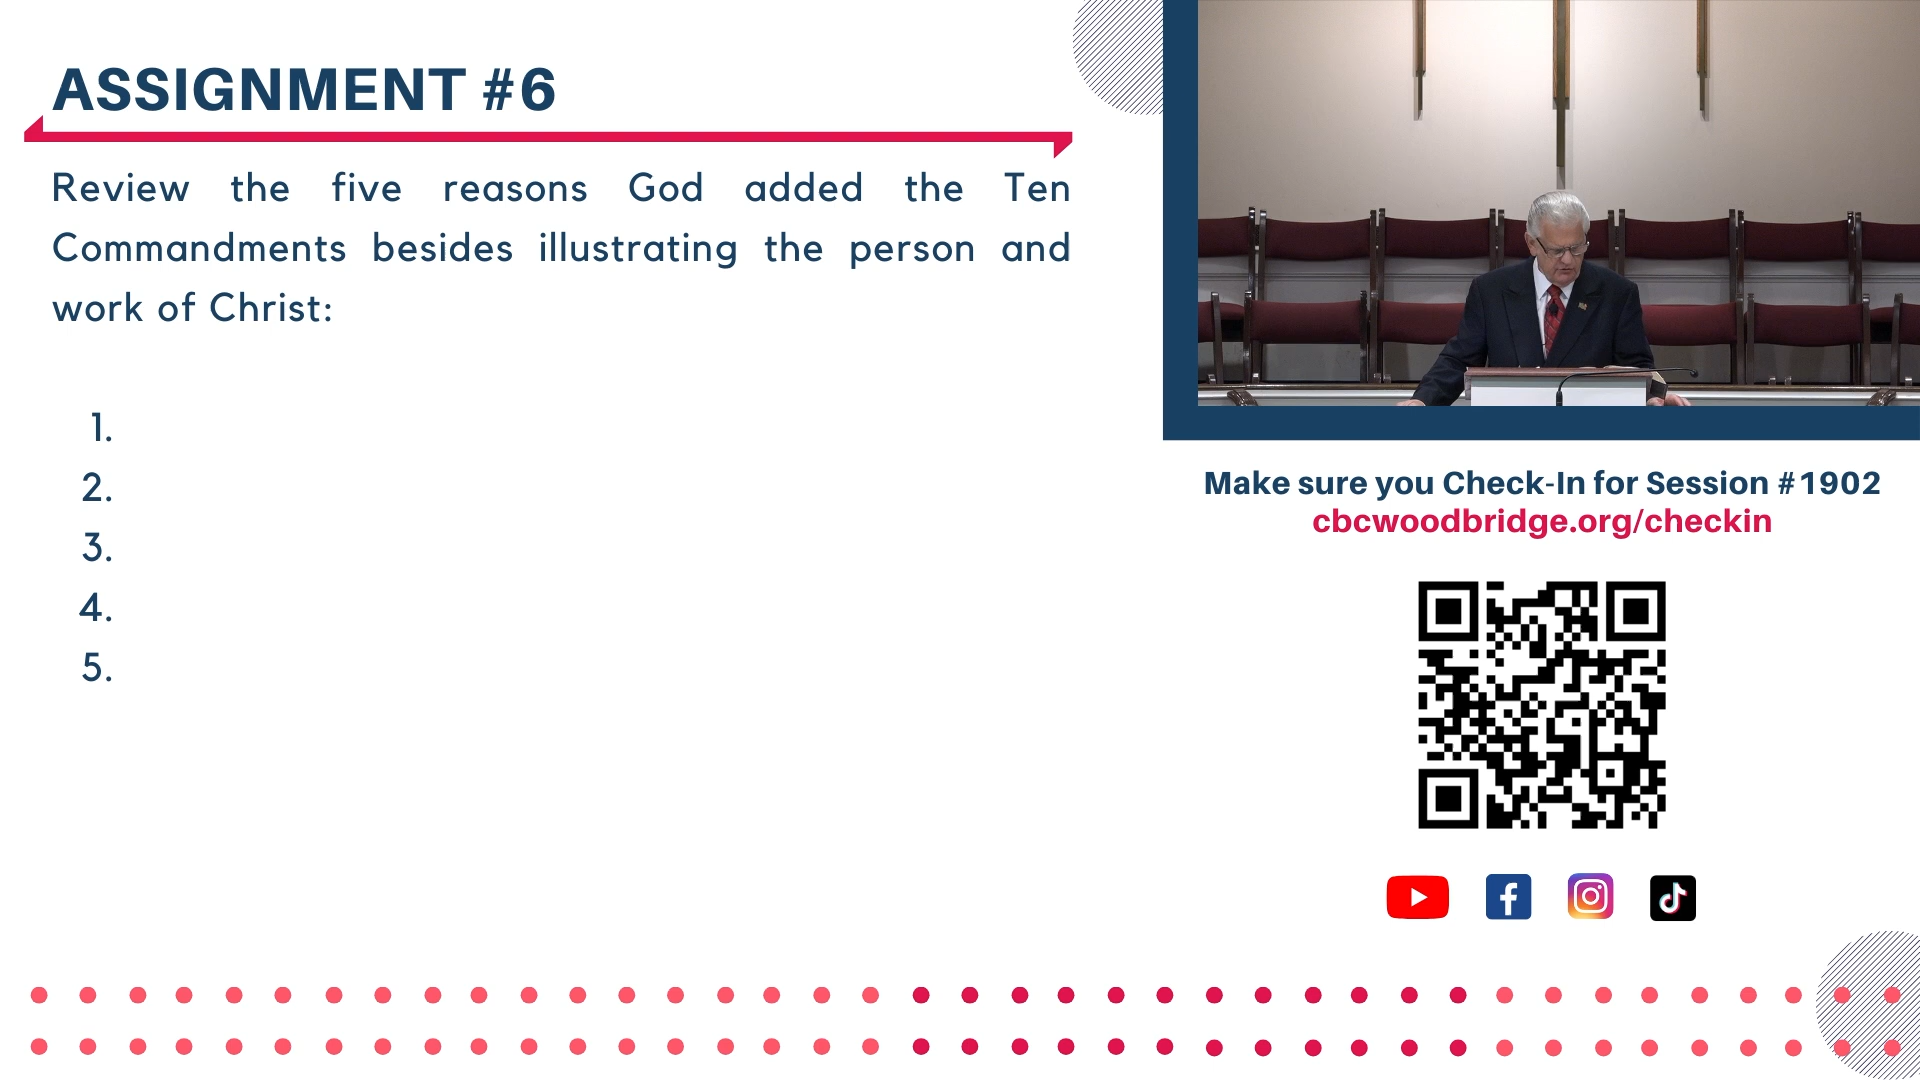 ASSIGNMENT #6
Review the five reasons God added the Ten
Commandments besides illustrating the person and
work of Christ:
1.
2.
3.
4.
5.
Make sure you Check-In for Session #1902
cbcwoodbridge.org/checkin